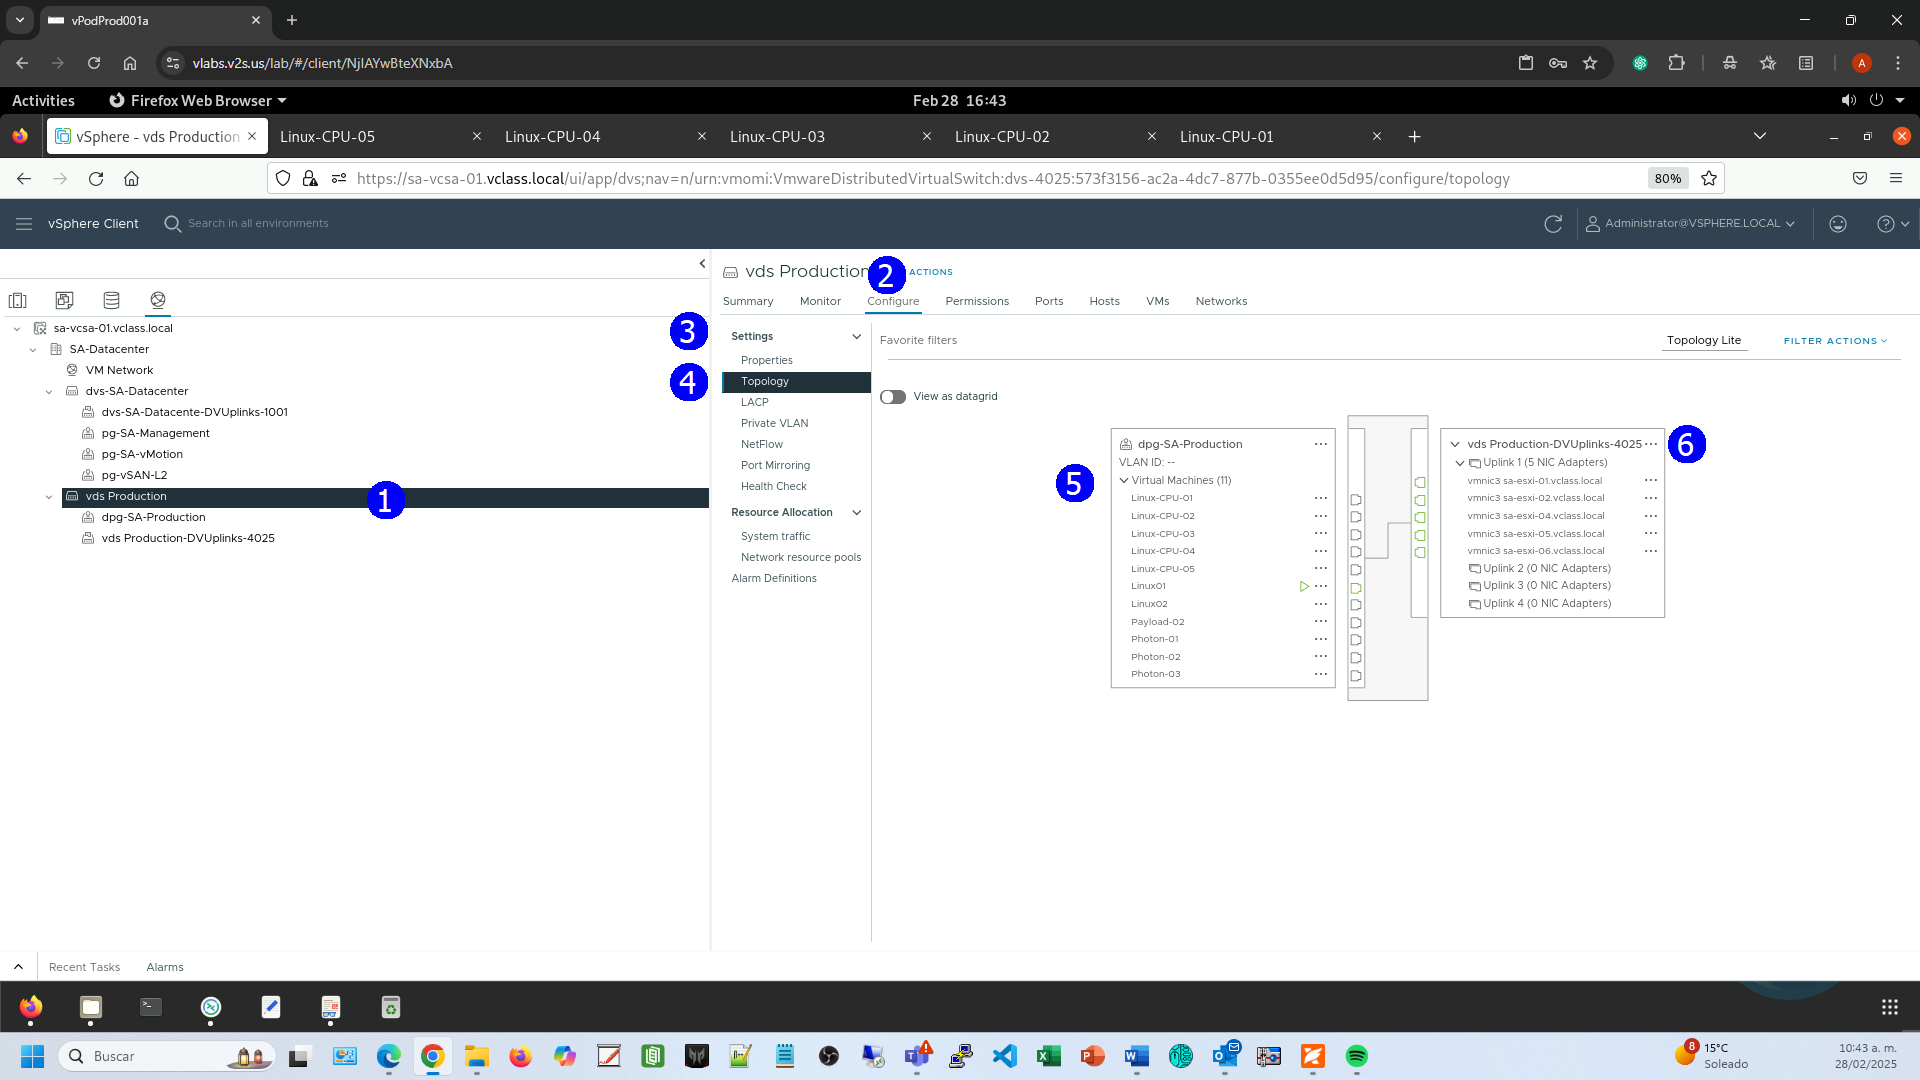 vPodProd001a
vlabs.v2s.us/lab/#/client/NjIAYwBteXNxbA
A
Activities
Firefox Web Browser
Feb 28 16:43
vSphere - vds Production
Linux-CPU-05
Linux-CPU-04
Linux-CPU-03
Linux-CPU-02
Linux-CPU-01
https://sa-vcsa-01.vclass.local/ui/app/dvs;nav=n/urn:vmomi:VmwareDistributedVirtualSwitch:dvs-4025:573f3156-ac2a-4dc7-877b-0355ee0d5d95/configure/topology
80%
vSphere Client
Search in all environments
Administrator@VSPHERE.LOCAL
sa-vcsa-01.vclass.local
SA-Datacenter
VM Network
dvs-SA-Datacenter
dvs-SA-Datacente-DVUplinks-1001
pg-SA-Management
pg-SA-vMotion
pg-vSAN-L2
vds Production
1
dpg-SA-Production
vds Production-DVUplinks-4025
vds Production
2
ACTIONS
Summary
Monitor
Configure
Permissions
Ports
Hosts
VMs
Networks
3
Settings
Properties
4
Topology
LACP
Private VLAN
NetFlow
Port Mirroring
Health Check
Resource Allocation
System traffic
Network resource pools
Alarm Definitions
Favorite filters
Topology Lite
FILTER ACTIONS
View as datagrid
5
dpg-SA-Production
VLAN ID: --
Virtual Machines (11)
Linux-CPU-01
Linux-CPU-02
Linux-CPU-03
Linux-CPU-04
Linux-CPU-05
Linux01
Linux02
Payload-02
Photon-01
Photon-02
Photon-03
vds Production-DVUplinks-4025
6
Uplink 1 (5 NIC Adapters)
vmnic3 sa-esxi-01.vclass.local
vmnic3 sa-esxi-02.vclass.local
vmnic3 sa-esxi-04.vclass.local
vmnic3 sa-esxi-05.vclass.local
vmnic3 sa-esxi-06.vclass.local
Uplink 2 (0 NIC Adapters)
Uplink 3 (0 NIC Adapters)
Uplink 4 (0 NIC Adapters)
Recent Tasks
Alarms
Buscar
8
15°C
Soleado
10:43 a. m.
28/02/2025